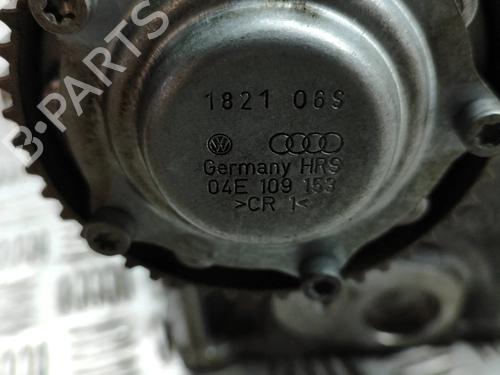 B-PARTS
1821 06S
Germany HRS
04E 109 153
>CR 1<